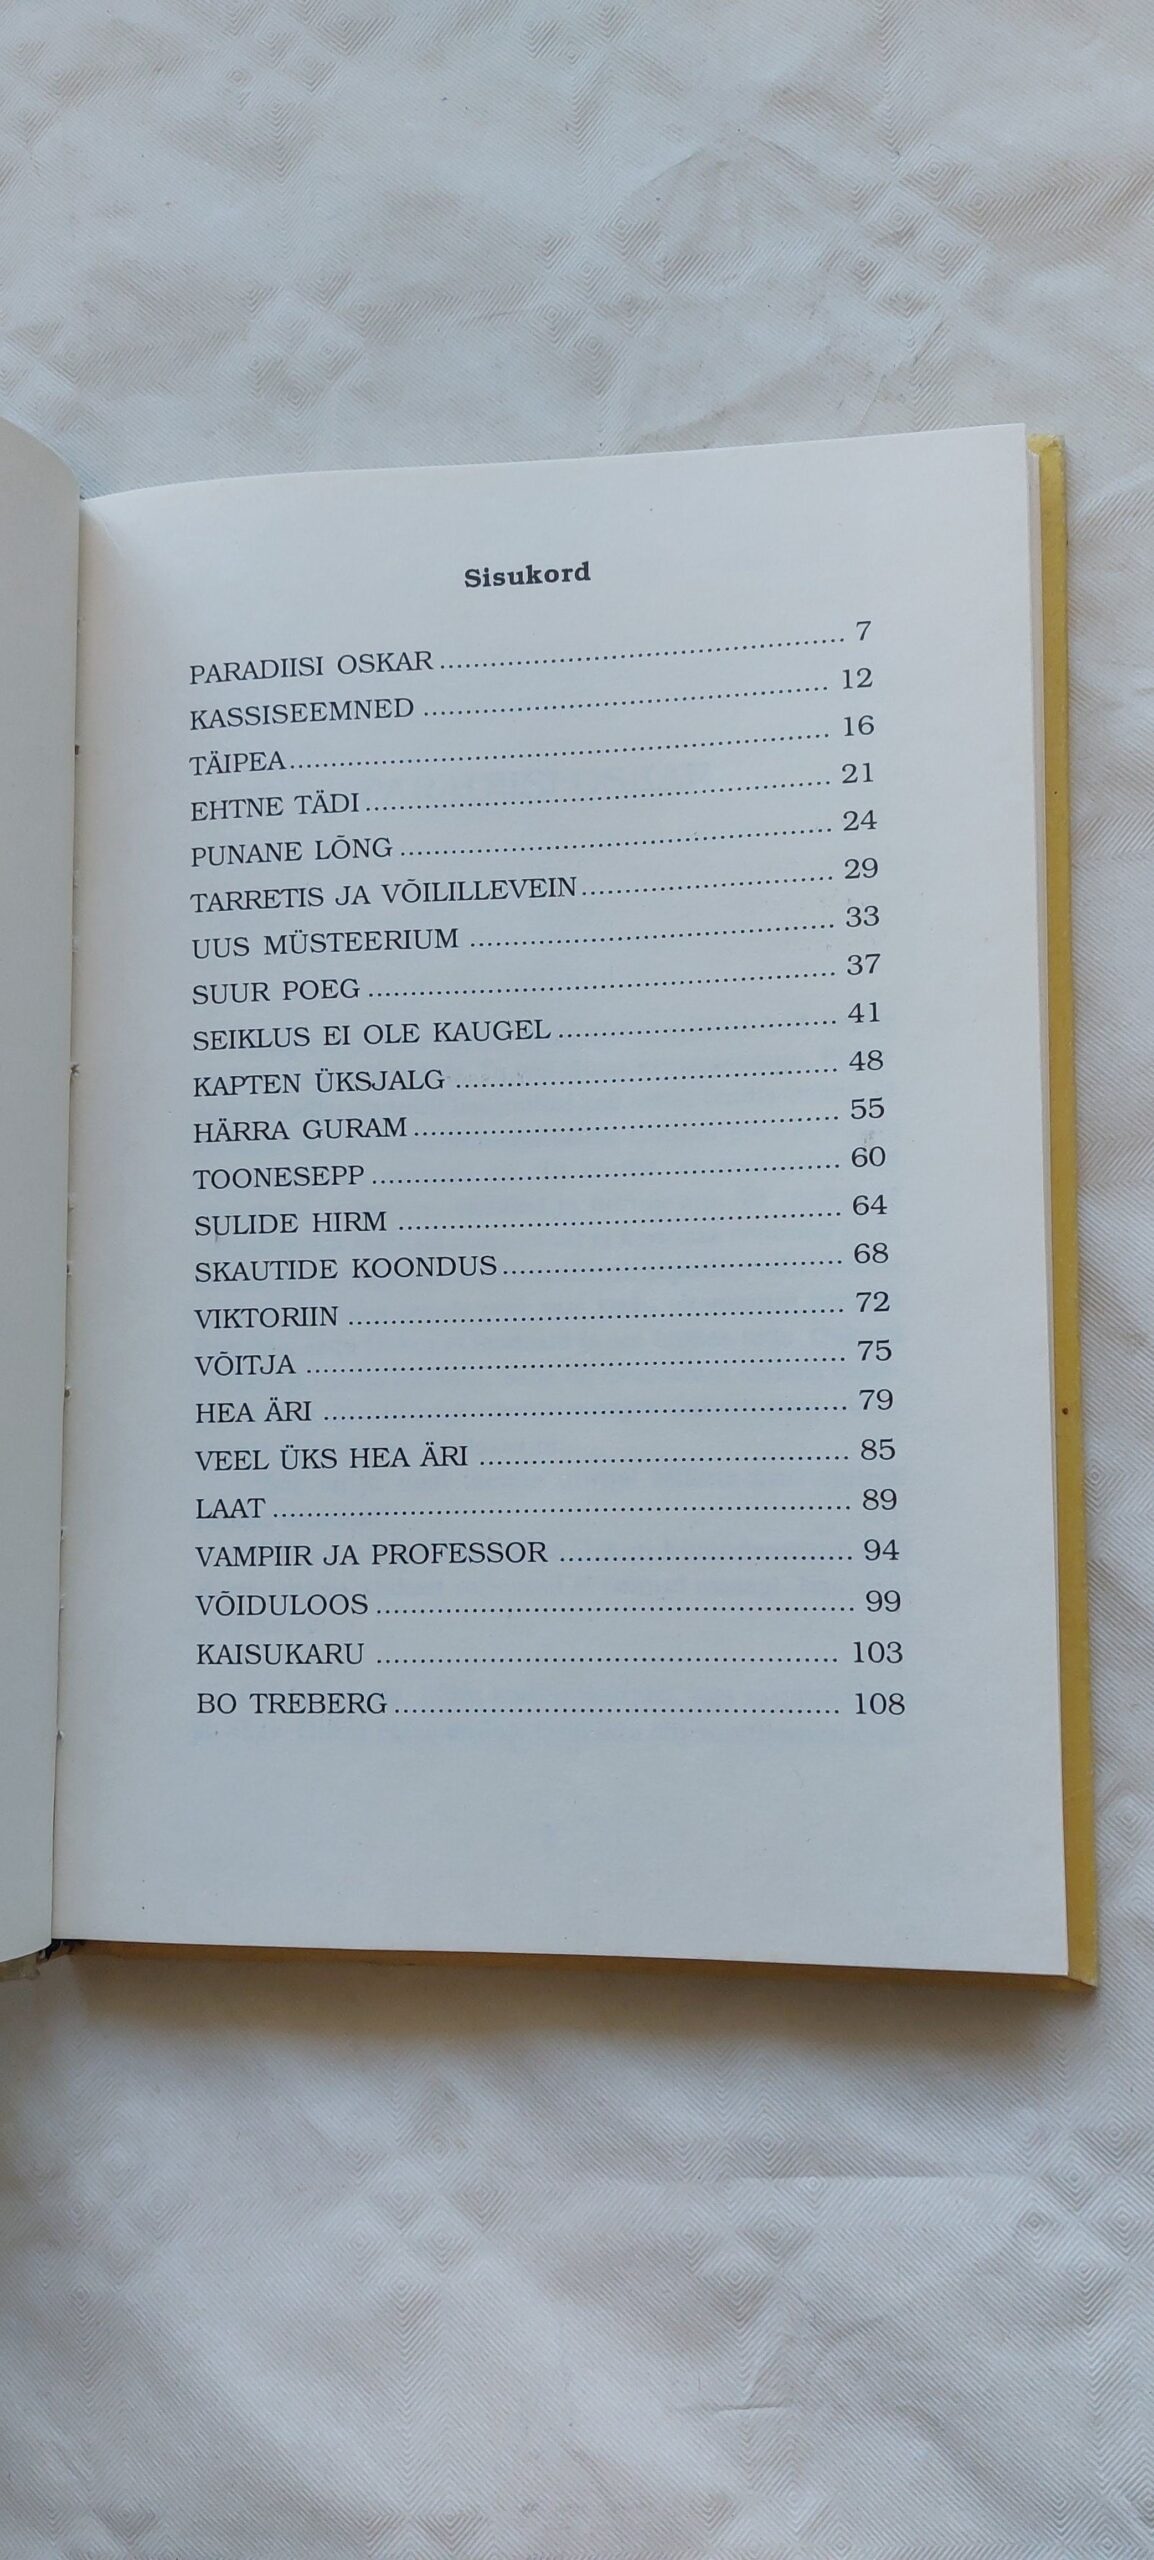 Sisukord
PARADIISI OSKAR ........................................................ 7
KASSISEEMNED ........................................................ 12
TÄIPEA ........................................................ 16
EHTNE TÄDI ........................................................ 21
PUNANE LÕNG ........................................................ 24
TARRETIS JA VÕILILLEVEIN ........................................................ 29
UUS MÜSTEERIUM ........................................................ 33
SUUR POEG ........................................................ 37
SEIKLUS EI OLE KAUGEL ........................................................ 41
KAPTEN ÜKSJALG ........................................................ 48
HÄRRA GURAM ........................................................ 55
TOONESEPP ........................................................ 60
SULIDE HIRM ........................................................ 64
SKAUTIDE KOONDUS ........................................................ 68
VIKTORIIN ........................................................ 72
VÕITJA ........................................................ 75
HEA ÄRI ........................................................ 79
VEEL ÜKS HEA ÄRI ........................................................ 85
LAAT ........................................................ 89
VAMPIIR JA PROFESSOR ........................................................ 94
VÕIDULOOS ........................................................ 99
KAISUKARU ........................................................ 103
BO TREBERG ........................................................ 108